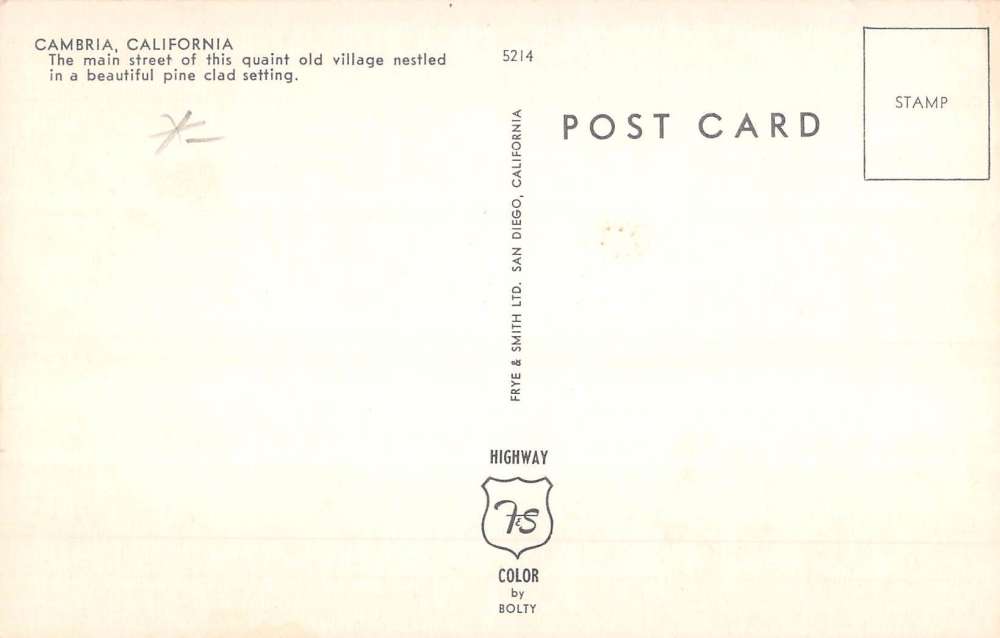 CAMBRIA, CALIFORNIA
The main street of this quaint old village nestled
in a beautiful pine clad setting.
5214
FRYE & SMITH LTD. SAN DIEGO, CALIFORNIA
POST CARD
STAMP
HIGHWAY
F&S
COLOR
by
BOLTY